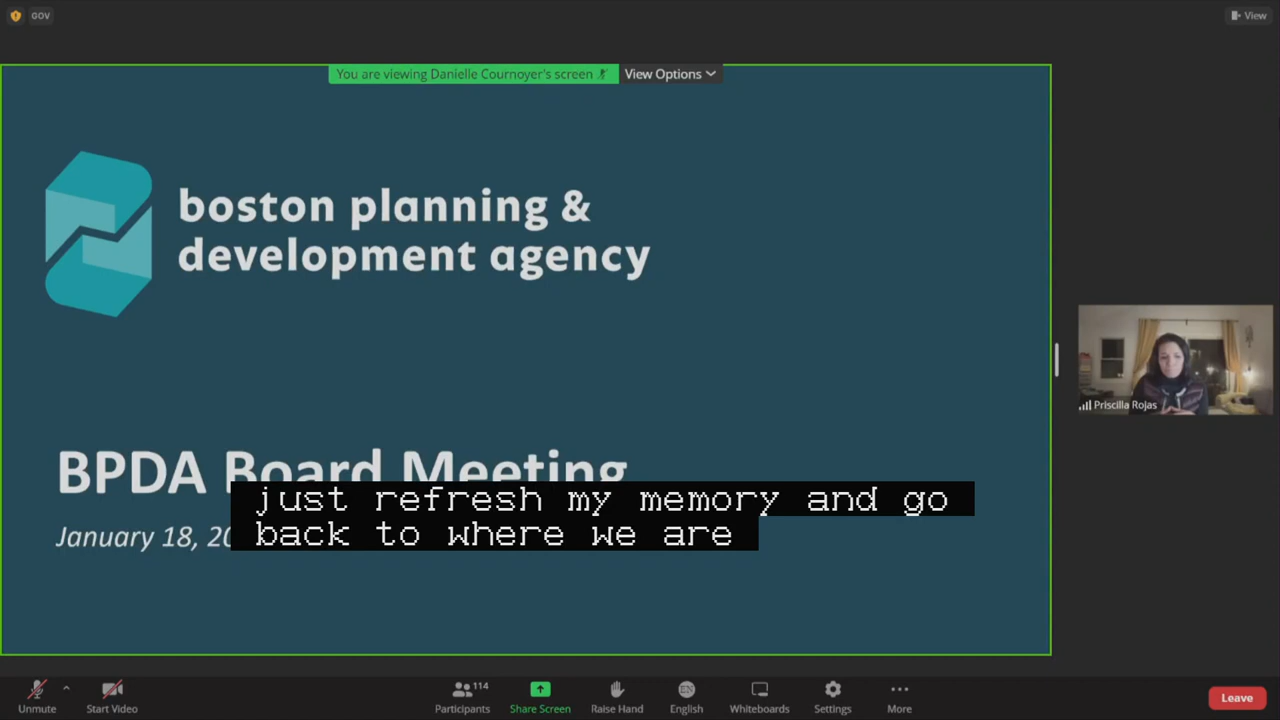 GOV
View
You are viewing Danielle Cournoyer's screen
View Options
boston planning &
development agency
BPDA Board Meeting
January 18, 20
just refresh my memory and go
back to where we are
Priscilla Rojas
Unmute
Start Video
114
Participants
Share Screen
Raise Hand
EN
English
Whiteboards
Settings
More
Leave